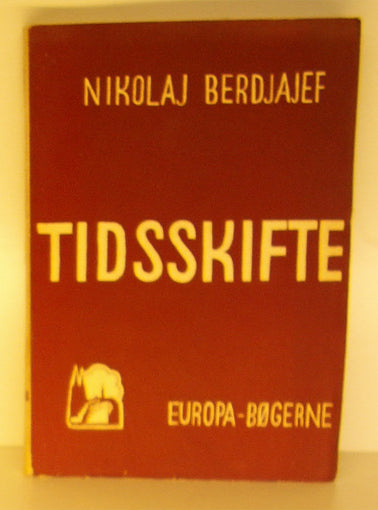 NIKOLAJ BERDJAJEF
TIDSSKIFTE
EUROPA-BØGERNE